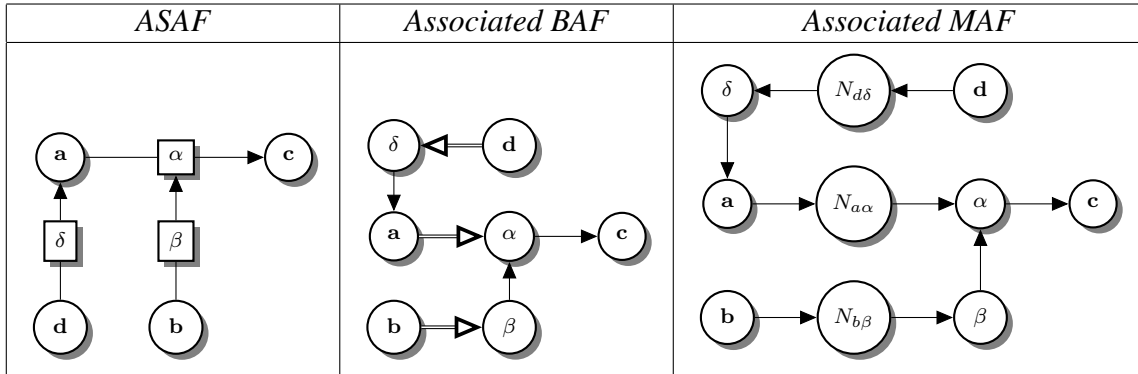 ASAF
Associated BAF
Associated MAF
a α c
δ β
d b
δ d
a α c
b β
δ N_{dδ} d
a N_{aα} α c
b N_{bβ} β